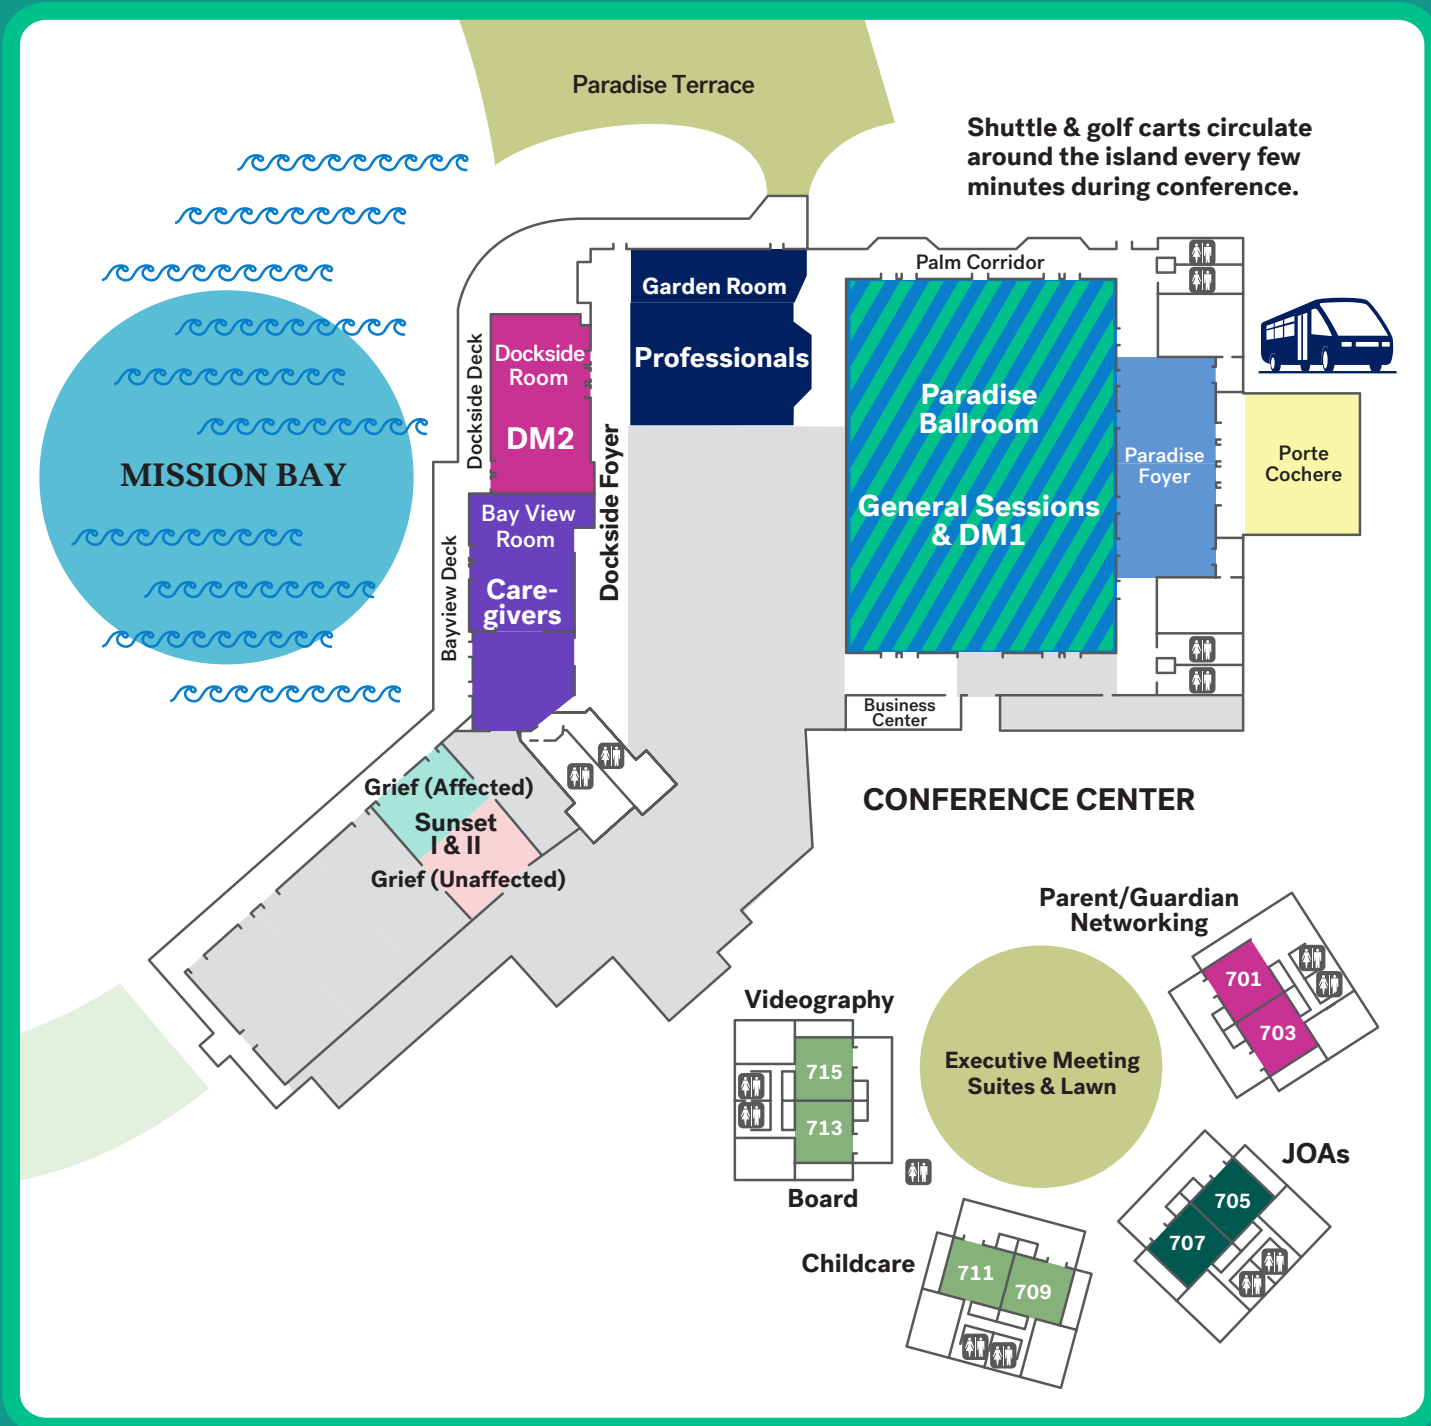 Paradise Terrace
Shuttle & golf carts circulate
around the island every few
minutes during conference.
Palm Corridor
Garden Room
Professionals
Dockside Deck
Dockside
Room
DM2
Dockside Foyer
Paradise
Ballroom
General Sessions
& DM1
Paradise
Foyer
Porte
Cochere
MISSION BAY
Bay View
Room
Care-
givers
Bayview Deck
Business
Center
Grief (Affected)
Sunset
I & II
Grief (Unaffected)
CONFERENCE CENTER
Parent/Guardian
Networking
701
703
Videography
715
713
Board
Executive Meeting
Suites & Lawn
JOAs
705
707
Childcare
711
709